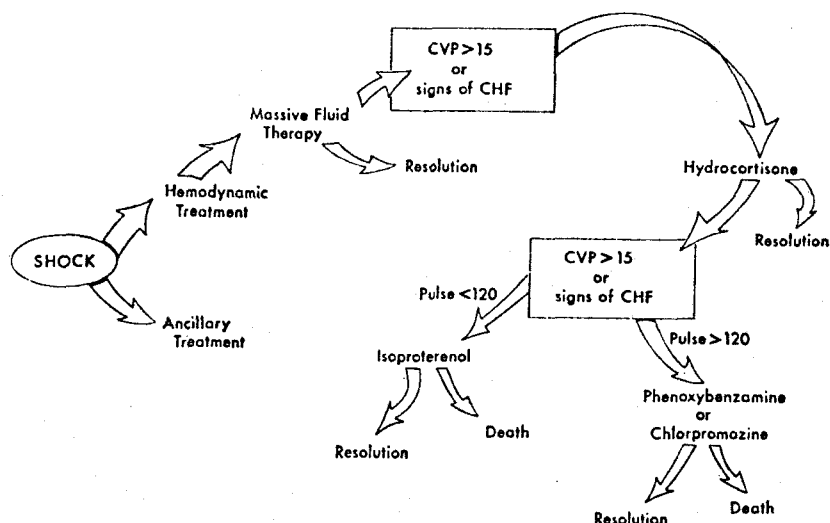 CVP>15
or
signs of CHF
Massive Fluid
Therapy
Resolution
Hydrocortisone
Hemodynamic
Treatment
Resolution
SHOCK
CVP>15
or
signs of CHF
Pulse<120
Ancillary
Treatment
Pulse>120
Isoproterenol
Phenoxybenzamine
or
Chlorpromazine
Resolution
Death
Resolution
Death